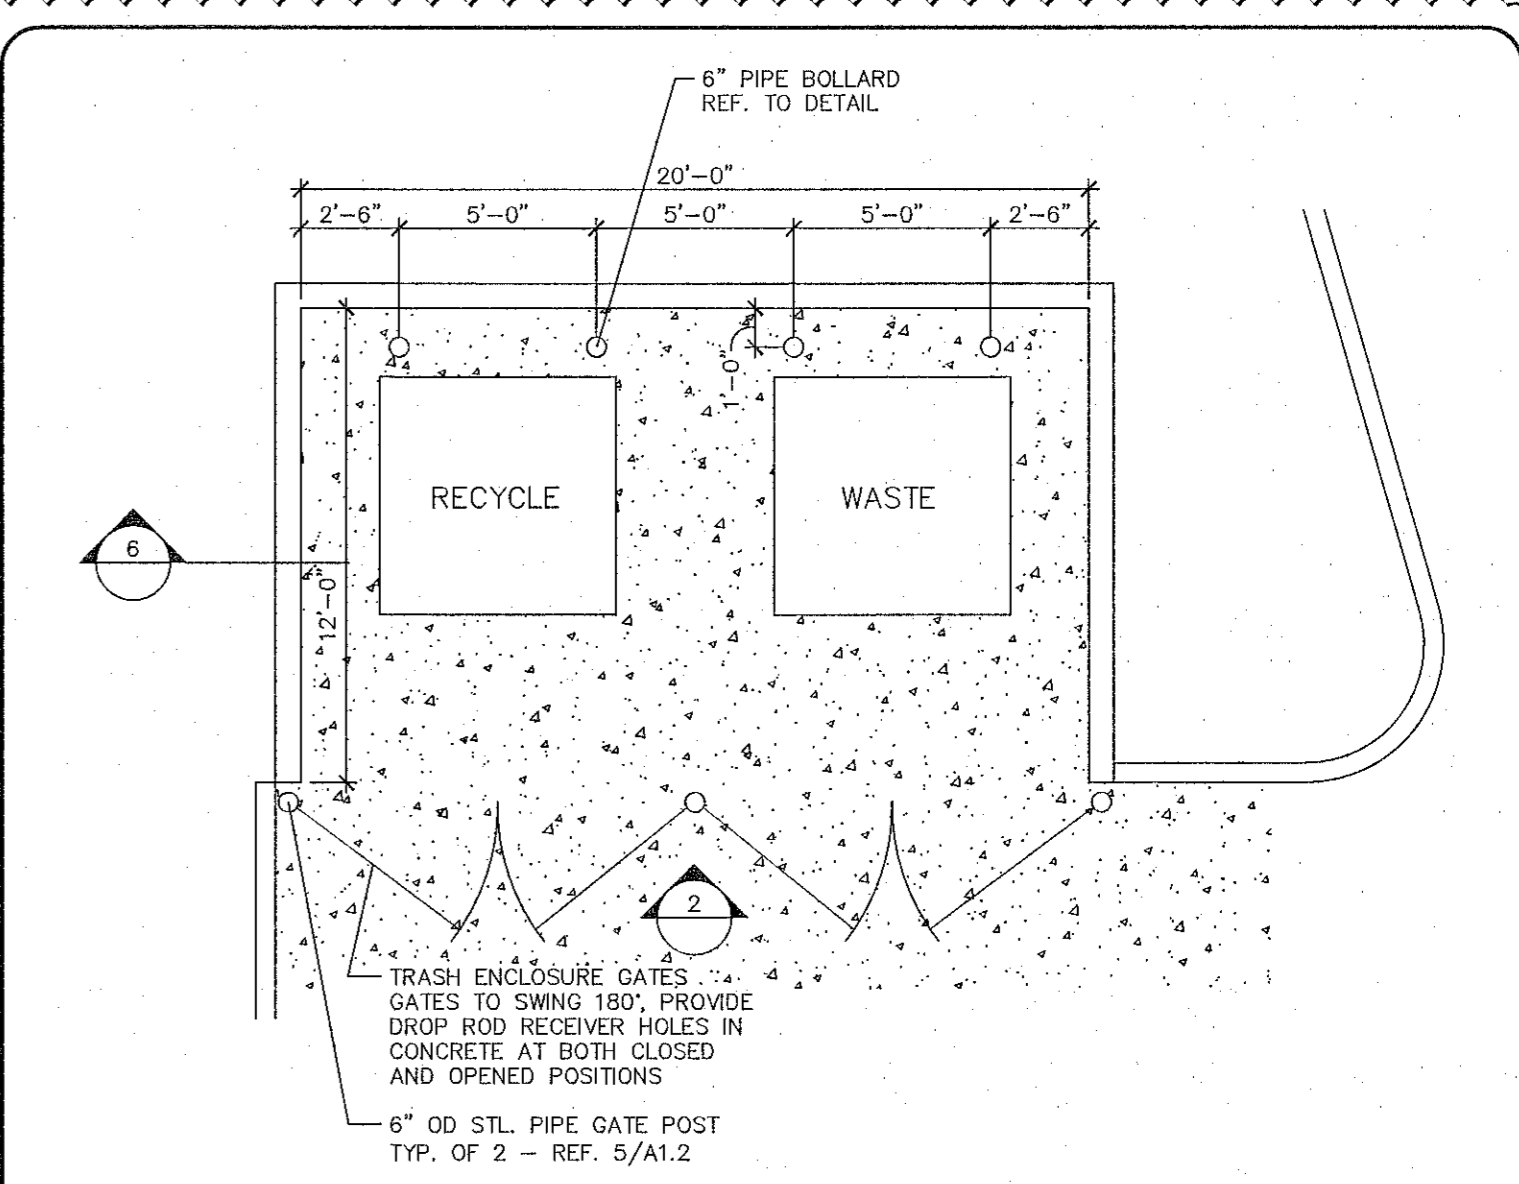 6" PIPE BOLLARD
REF. TO DETAIL
20'-0"
2'-6" 5'-0" 5'-0" 5'-0" 2'-6"
1'-0"
RECYCLE WASTE
6
12'-0"
2
TRASH ENCLOSURE GATES
GATES TO SWING 180°, PROVIDE
DROP ROD RECEIVER HOLES IN
CONCRETE AT BOTH CLOSED
AND OPENED POSITIONS
6" OD STL. PIPE GATE POST
TYP. OF 2 – REF. 5/A1.2